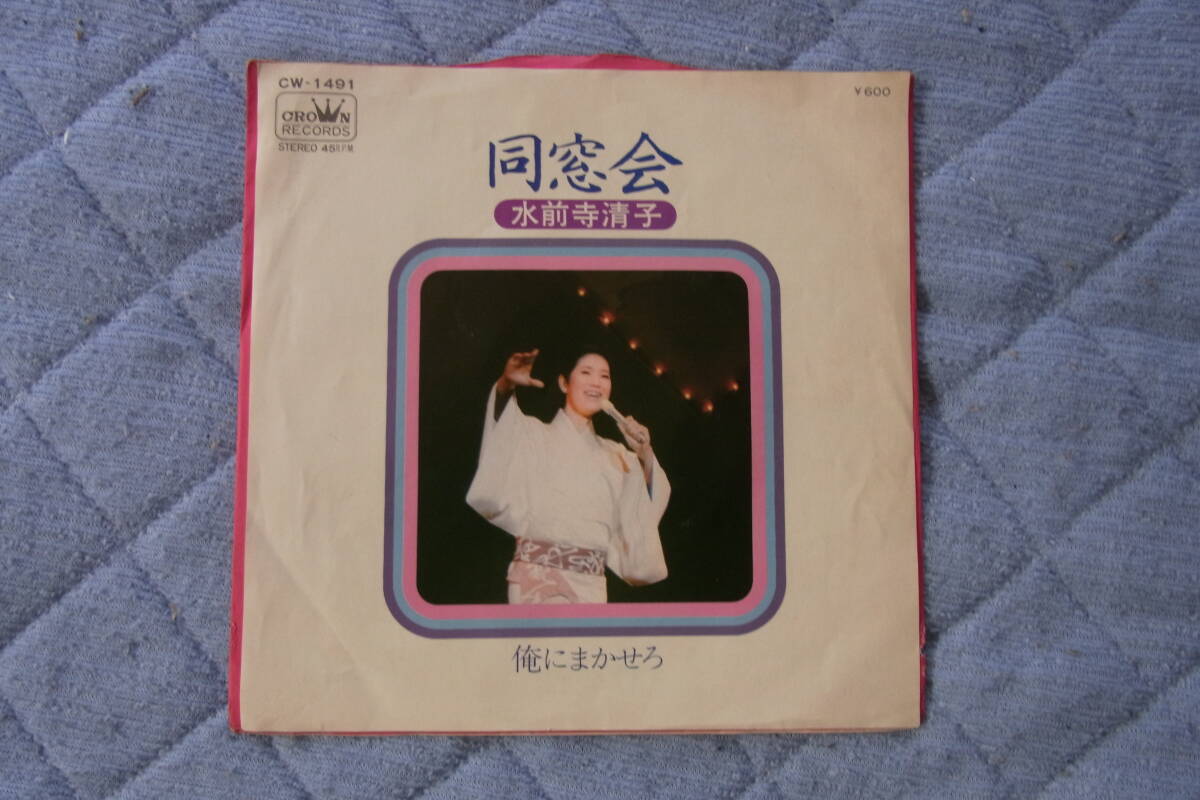 CW-1491
¥600
CROWN
RECORDS
STEREO 45R.P.M.
同窓会
水前寺清子
俺にまかせろ